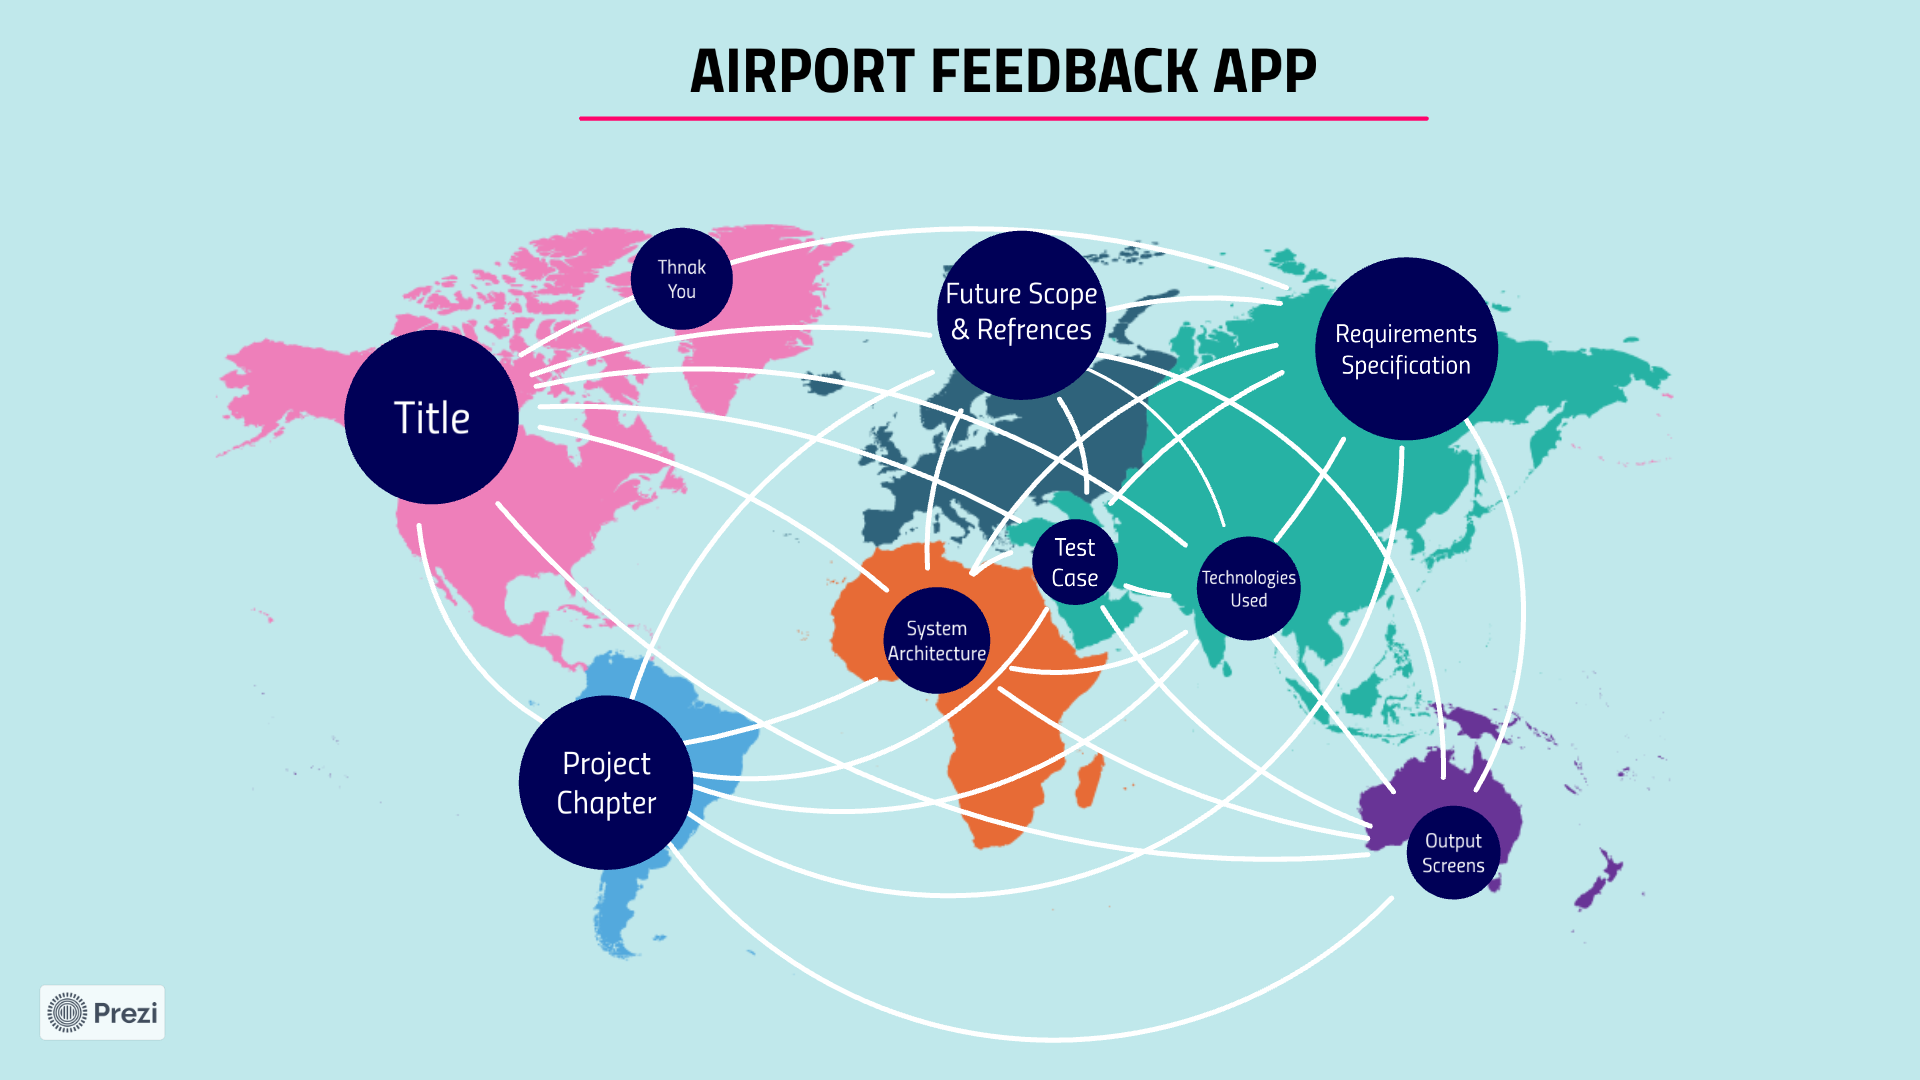 AIRPORT FEEDBACK APP
Thnak
You
Future Scope
& Refrences
Requirements
Specification
Title
Test
Case
Technologies
Used
System
Architecture
Project
Chapter
Output
Screens
Prezi